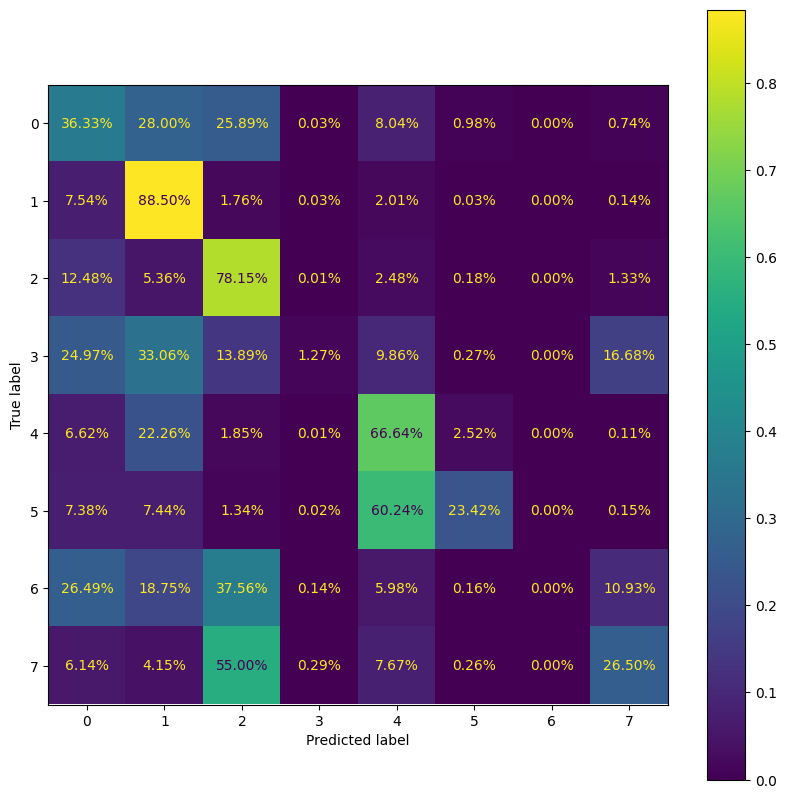 0 36.33% 28.00% 25.89% 0.03% 8.04% 0.98% 0.00% 0.74%
1 7.54% 88.50% 1.76% 0.03% 2.01% 0.03% 0.00% 0.14%
2 12.48% 5.36% 78.15% 0.01% 2.48% 0.18% 0.00% 1.33%
3 24.97% 33.06% 13.89% 1.27% 9.86% 0.27% 0.00% 16.68%
4 6.62% 22.26% 1.85% 0.01% 66.64% 2.52% 0.00% 0.11%
5 7.38% 7.44% 1.34% 0.02% 60.24% 23.42% 0.00% 0.15%
6 26.49% 18.75% 37.56% 0.14% 5.98% 0.16% 0.00% 10.93%
7 6.14% 4.15% 55.00% 0.29% 7.67% 0.26% 0.00% 26.50%
0 1 2 3 4 5 6 7
Predicted label
True label
0.8
0.7
0.6
0.5
0.4
0.3
0.2
0.1
0.0